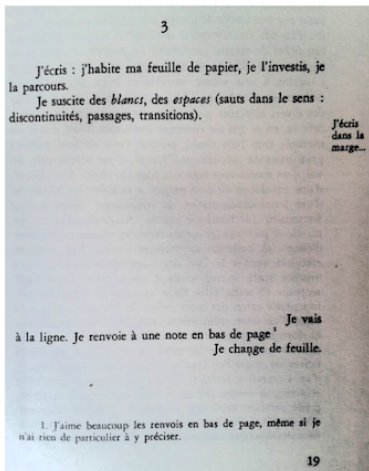 3
J'écris : j'habite ma feuille de papier, je l'investis, je
la parcours.
Je suscite des blancs, des espaces (sauts dans le sens :
discontinuités, passages, transitions).
J'écris
dans la
marge...
Je vais
à la ligne. Je renvoie à une note en bas de page¹
Je change de feuille.
1. J'aime beaucoup les renvois en bas de page, même si je
n'ai rien de particulier à y préciser.
19